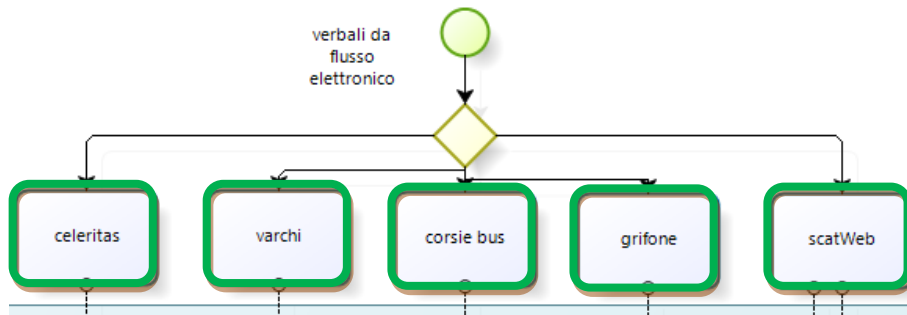 verbali da
flusso
elettronico
celeritas
varchi
corsie bus
grifone
scatWeb